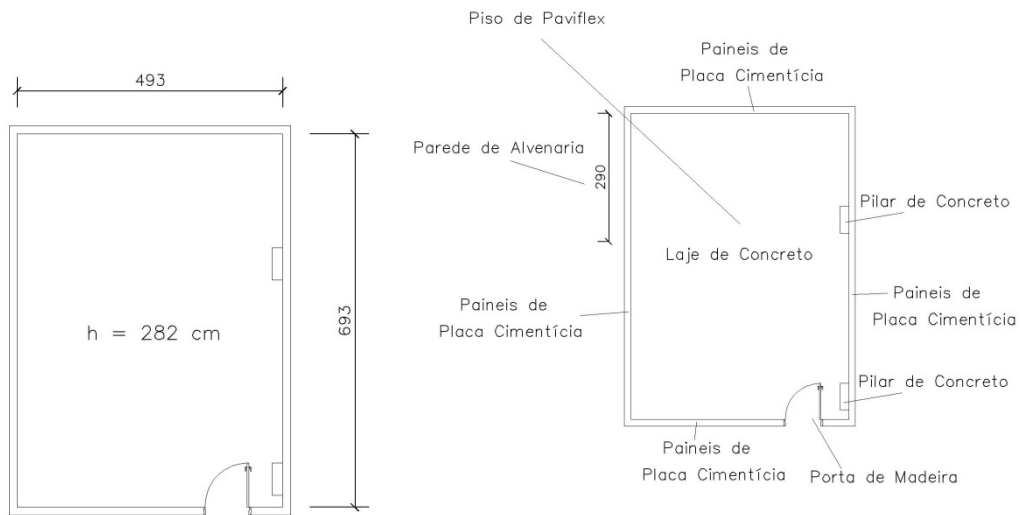 493
693
h = 282 cm
Piso de Paviflex
Paineis de
Placa Cimentícia
Parede de Alvenaria
290
Pilar de Concreto
Laje de Concreto
Paineis de
Placa Cimentícia
Paineis de
Placa Cimentícia
Pilar de Concreto
Paineis de
Placa Cimentícia
Porta de Madeira